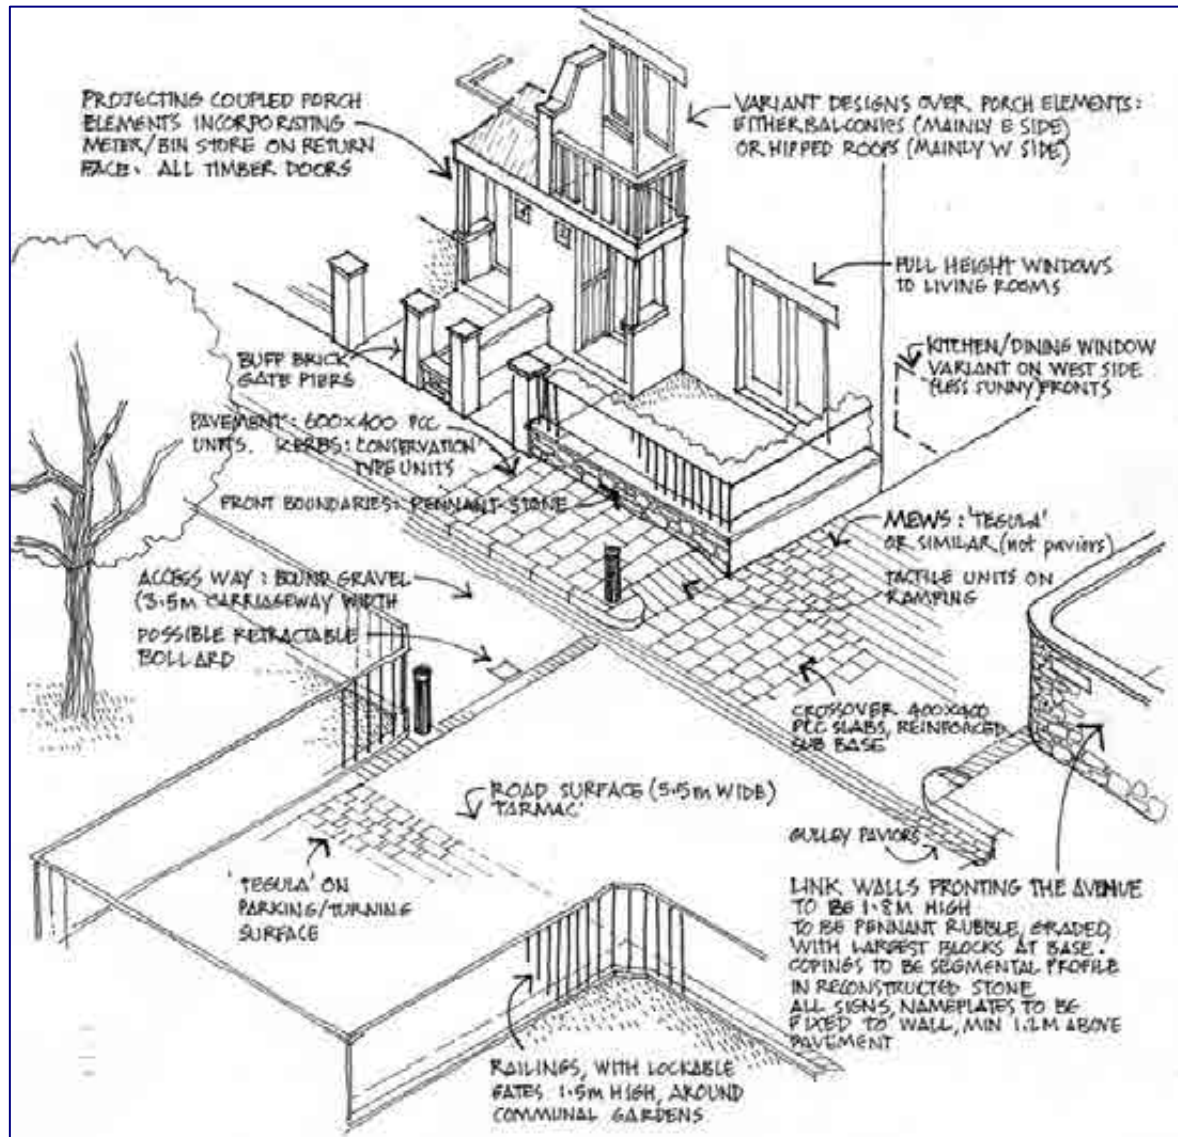 PROJECTING COUPLED PORCH
ELEMENTS INCORPORATING
METER/BIN STORE ON RETURN
FACE. ALL TIMBER DOORS
VARIANT DESIGNS OVER PORCH ELEMENTS:
EITHER BALCONIES (MAINLY E SIDE)
OR HIPPED ROOFS (MAINLY W SIDE)
FULL HEIGHT WINDOWS
TO LIVING ROOMS
KITCHEN/DINING WINDOW
VARIANT ON WEST SIDE
(LESS SUNNY) FRONTS
BUFF BRICK
GATE PIERS
PAVEMENT: 600x400 PCC
UNITS. KERBS: 'CONSERVATION'
TYPE UNITS
FRONT BOUNDARIES: PENNANT STONE
MEWS: 'TEGULA'
OR SIMILAR (not paviors)
TACTILE UNITS ON
RAMPING
ACCESS WAY: BOUND GRAVEL
(3.5m CARRIAGEWAY WIDTH
POSSIBLE RETRACTABLE
BOLLARD
CROSSOVER 400x400
PCC SLABS, REINFORCED
SUB BASE
ROAD SURFACE (5.5m WIDE)
'TARMAC'
GULLEY PAVIORS
'TEGULA' ON
PARKING/TURNING
SURFACE
LINK WALLS FRONTING THE AVENUE
TO BE 1.8M HIGH
TO BE PENNANT RUBBLE, GRADED,
WITH LARGEST BLOCKS AT BASE.
COPINGS TO BE SEGMENTAL PROFILE
IN RECONSTRUCTED STONE
ALL SIGNS, NAMEPLATES TO BE
FIXED TO WALL, MIN 1.2M ABOVE
PAVEMENT
RAILINGS, WITH LOCKABLE
GATES 1.5m HIGH, AROUND
COMMUNAL GARDENS